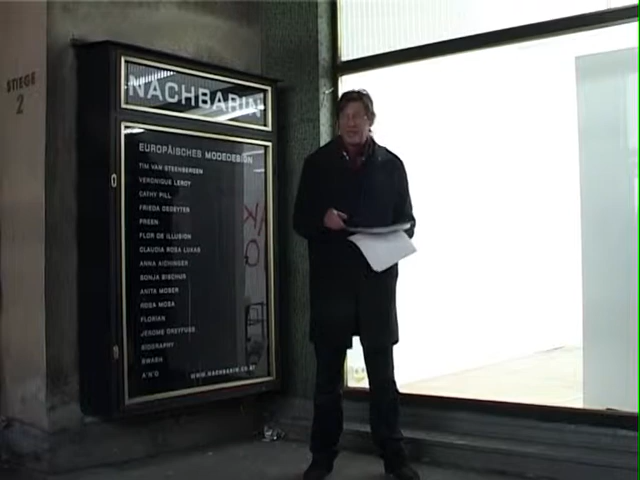 STIEGE
2
NACHBARIN
EUROPÄISCHES MODEDESIGN
TIM VAN STEENBERGEN
VERONIQUE LEROY
CATHY PILL
FRIEDA DEGEYTER
PREEN
FLOR DE ILLUSION
CLAUDIA ROSA LUKAS
ANNA AICHINGER
SONJA BISCHUR
ANITA MOSER
ROSA MOSA
FLORIAN
JEROME DREYFUSS
BIOGRAPHY
SWASH
WWW.NACHBARIN.CO.AT